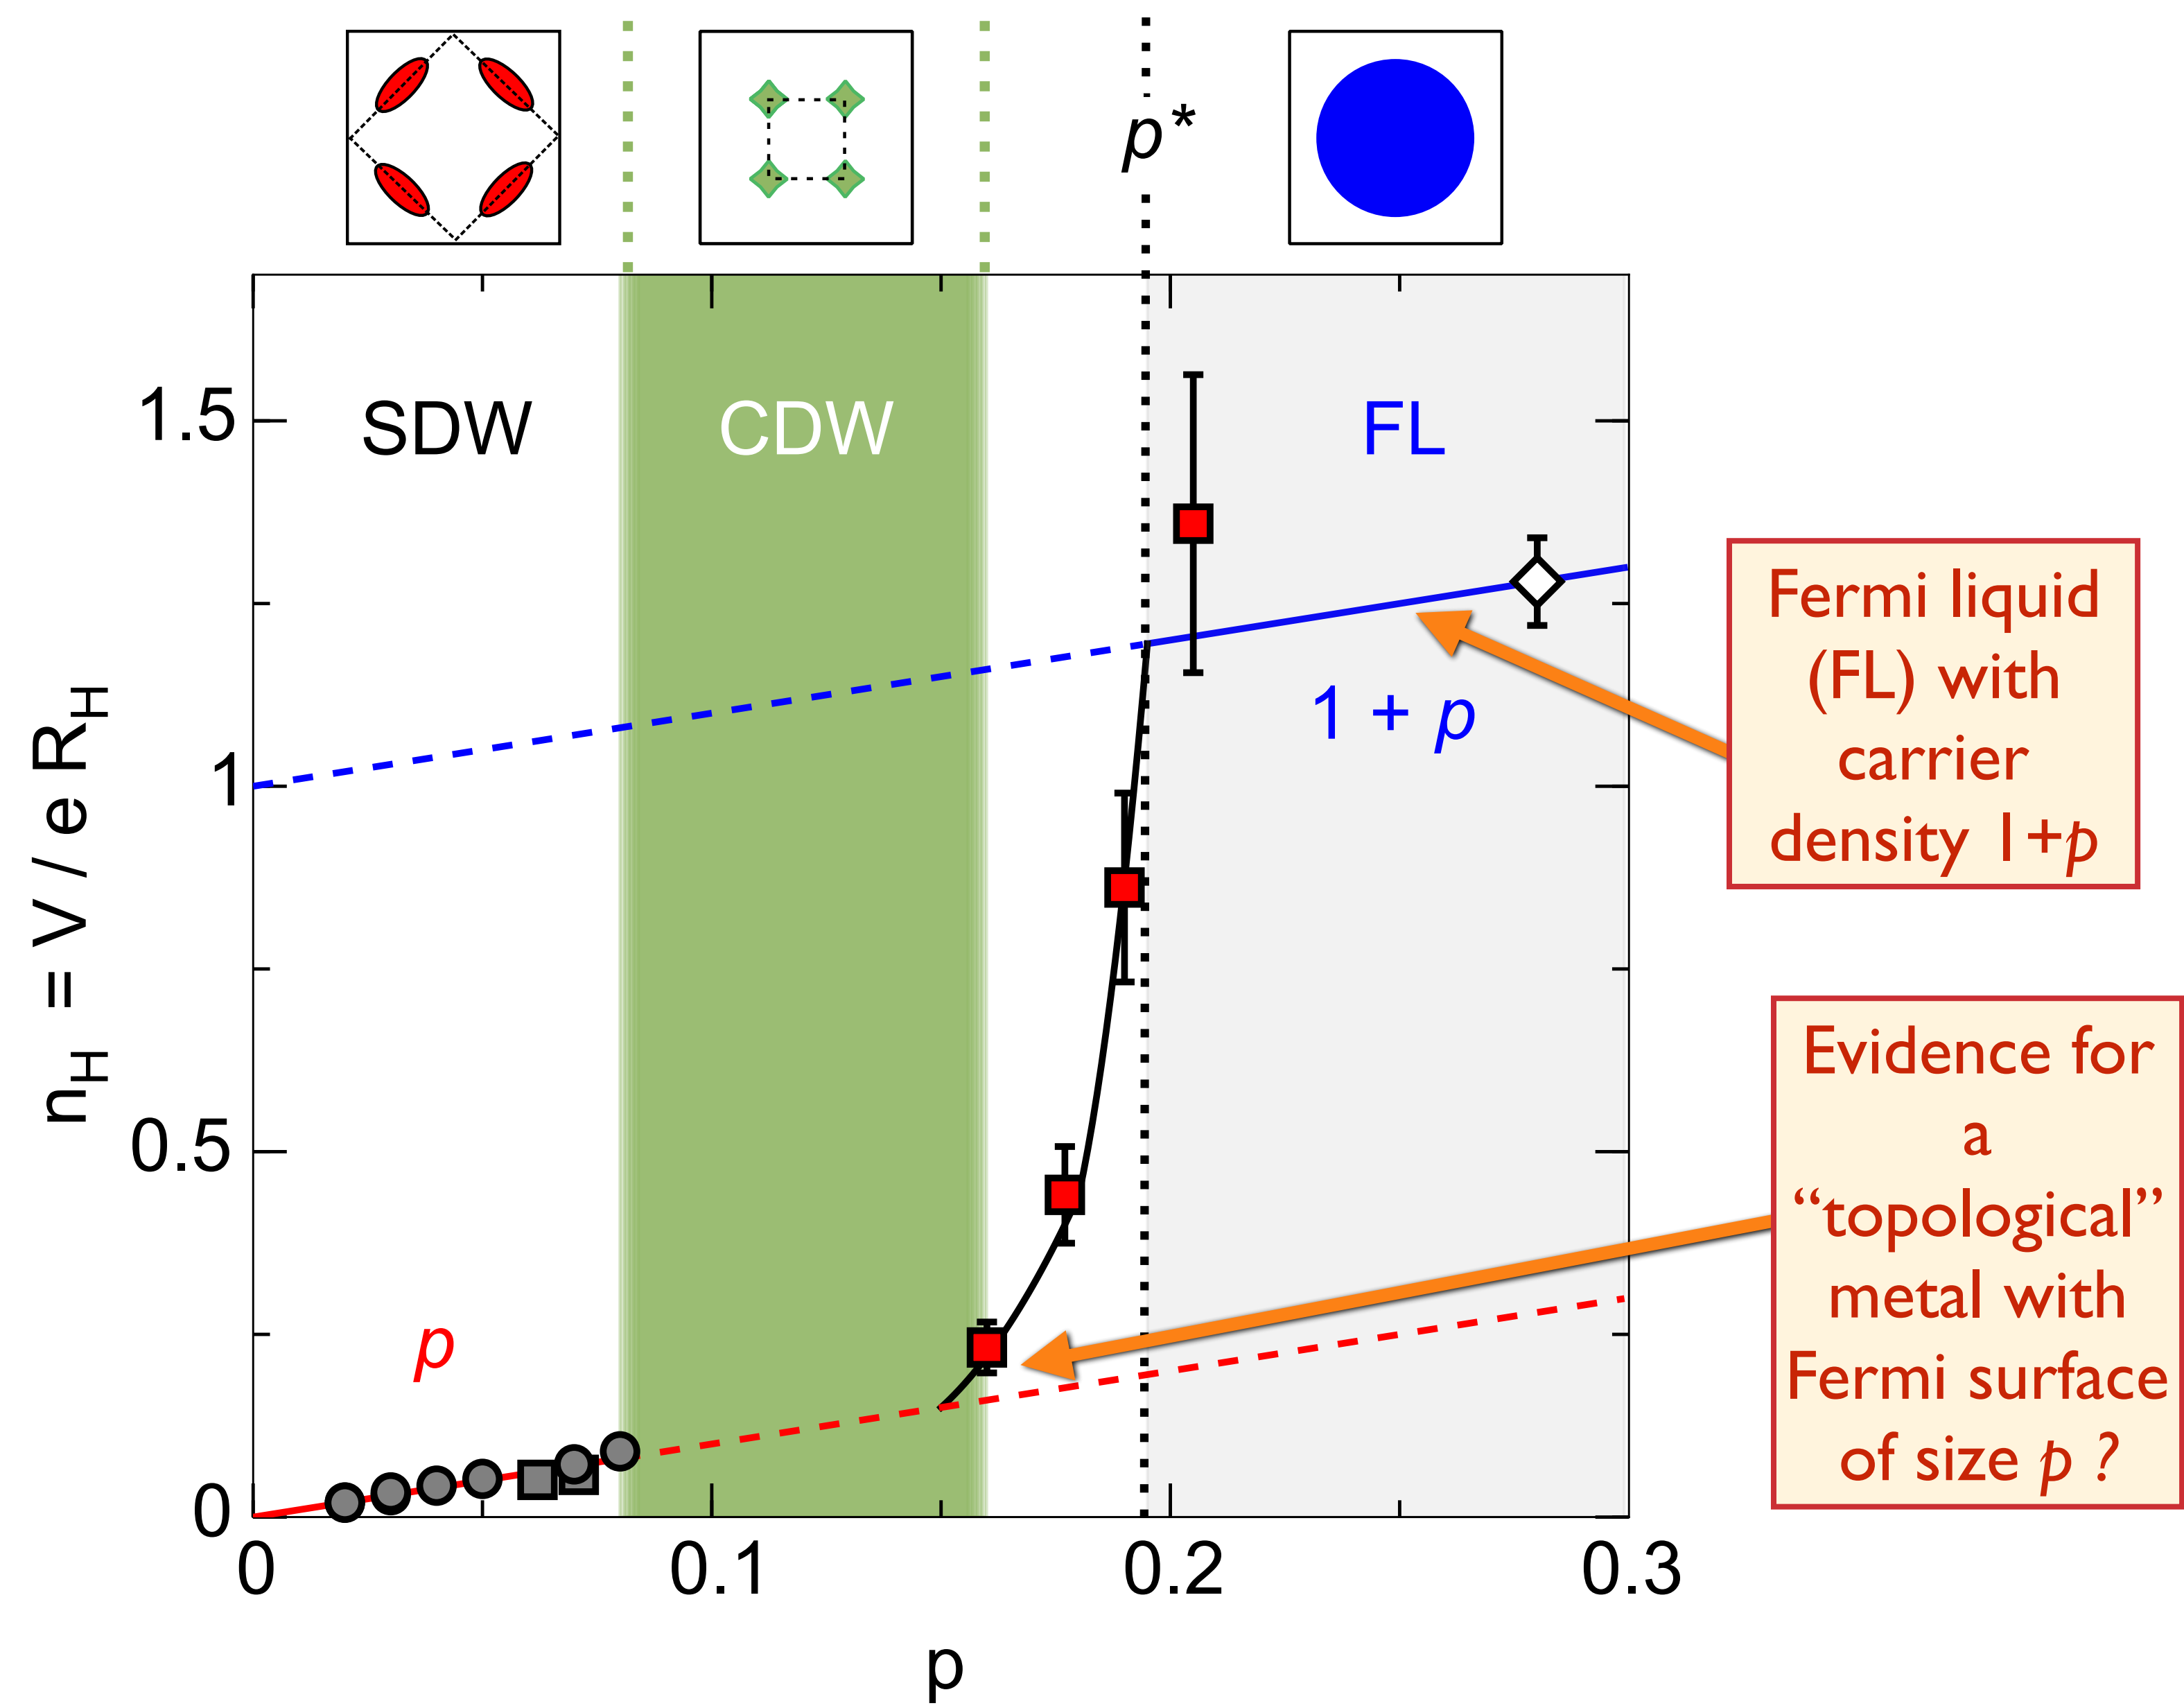 p*
1.5
SDW
CDW
FL
1
1 + p
n_H = V / e R_H
0.5
p
0
0
0.1
0.2
0.3
p
Fermi liquid
(FL) with
carrier
density 1+p
Evidence for
a
“topological”
metal with
Fermi surface
of size p ?